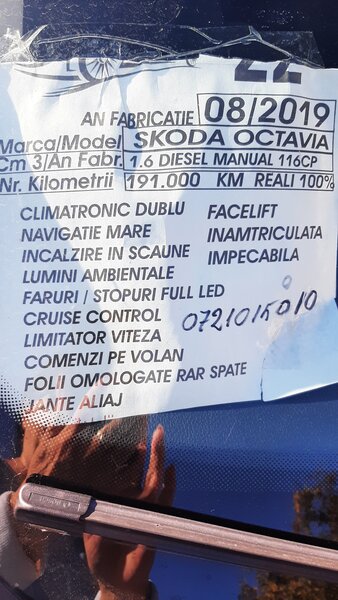 22
AN FABRICATIE 08/2019
Marca/Model SKODA OCTAVIA
Cm 3/An Fabr. 1.6 DIESEL MANUAL 116CP
Nr. Kilometrii 191.000 KM REALI 100%
CLIMATRONIC DUBLU FACELIFT
NAVIGATIE MARE INAMTRICULATA
INCALZIRE IN SCAUNE IMPECABILA
LUMINI AMBIENTALE
FARURI / STOPURI FULL LED
CRUISE CONTROL 0721015010
LIMITATOR VITEZA
COMENZI PE VOLAN
FOLII OMOLOGATE RAR SPATE
JANTE ALIAJ